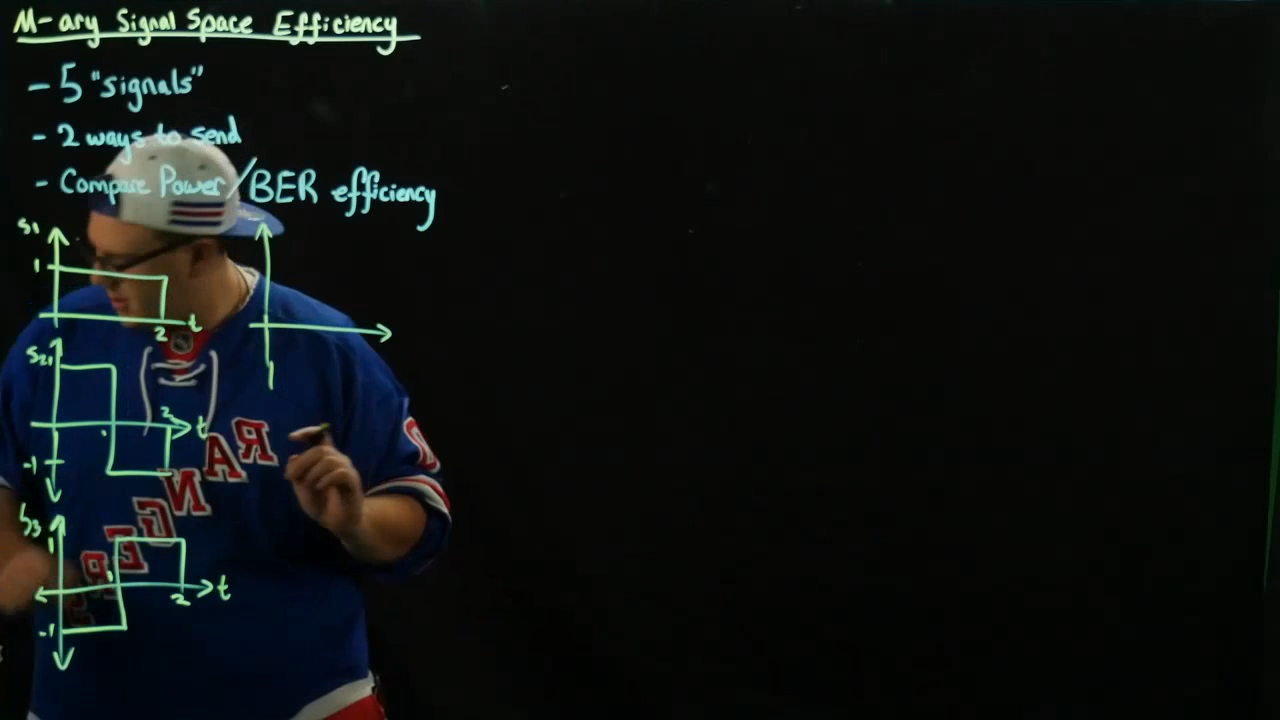 M-ary Signal Space Efficiency
- 5 "signals"
- 2 ways to send
- Compare Power/BER efficiency
S1
1
2 t
S2
2 t
-1
S3
1
1
2 t
-1
RANGERS